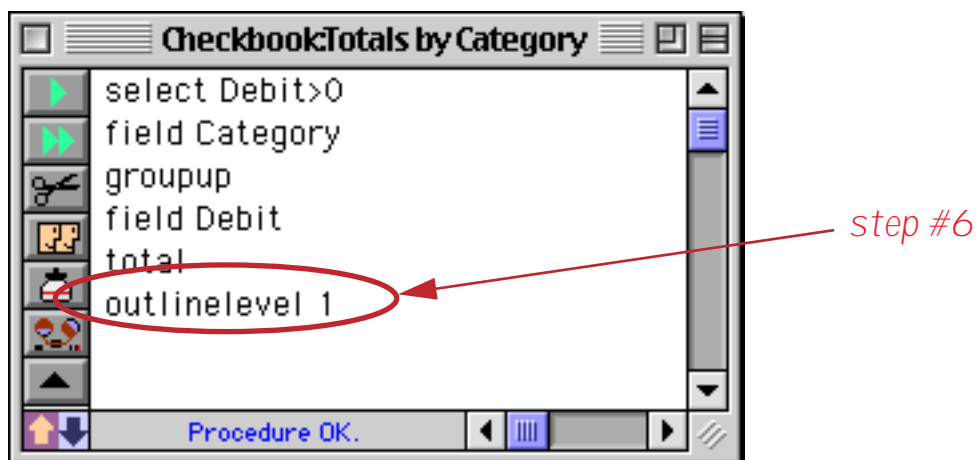 Checkbook:Totals by Category
select Debit>0
field Category
groupup
field Debit
total
outlinelevel 1
step #6
Procedure OK.